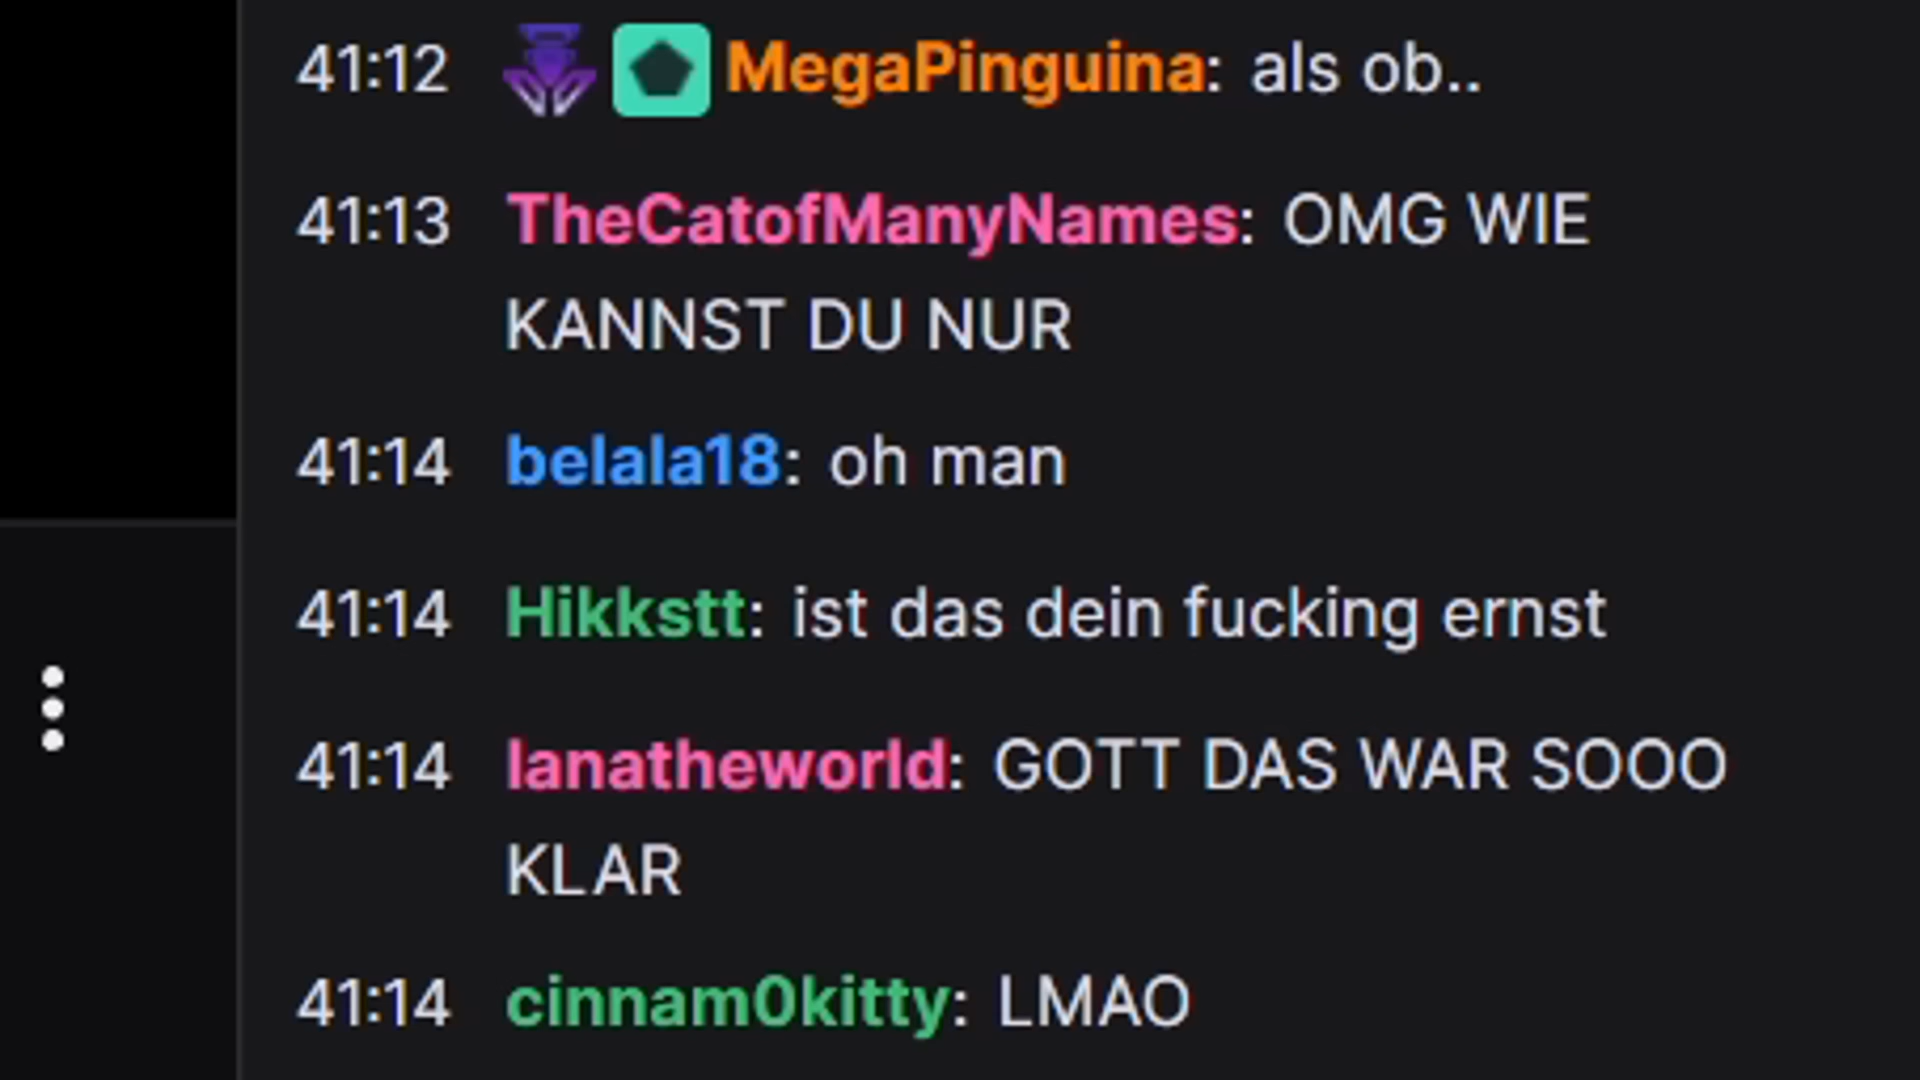 41:12 MegaPinguina: als ob..
41:13 TheCatofManyNames: OMG WIE
KANNST DU NUR
41:14 belala18: oh man
41:14 Hikkstt: ist das dein fucking ernst
41:14 lanatheworld: GOTT DAS WAR SOOO
KLAR
41:14 cinnam0kitty: LMAO